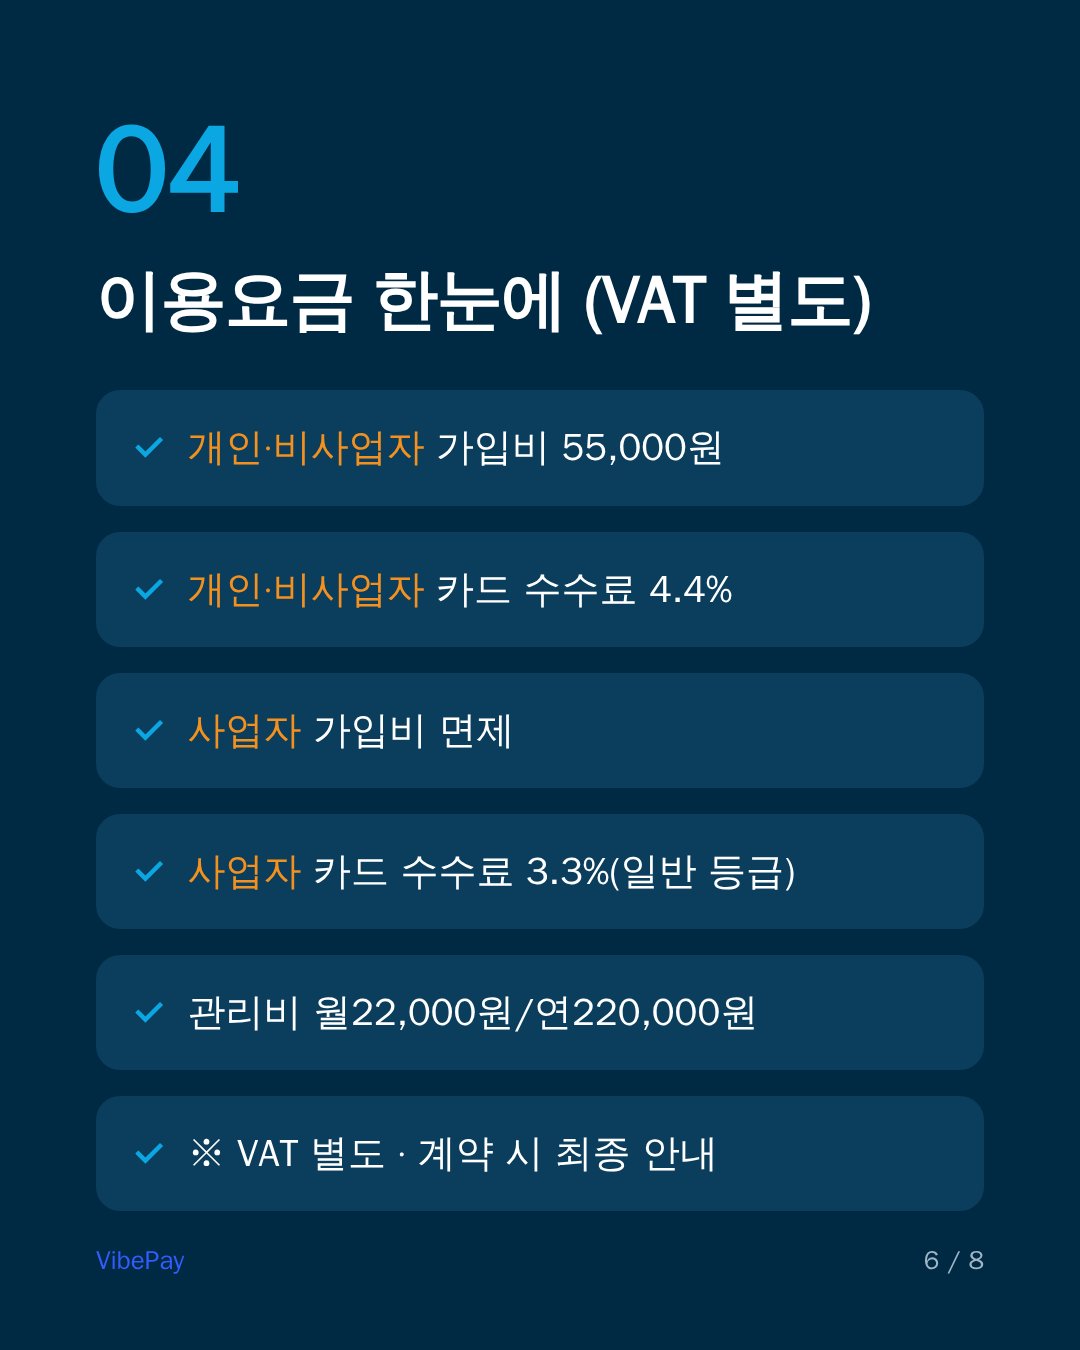 04
이용요금 한눈에 (VAT 별도)
개인·비사업자 가입비 55,000원
개인·비사업자 카드 수수료 4.4%
사업자 가입비 면제
사업자 카드 수수료 3.3%(일반 등급)
관리비 월22,000원/연220,000원
※ VAT 별도 · 계약 시 최종 안내
VibePay
6 / 8